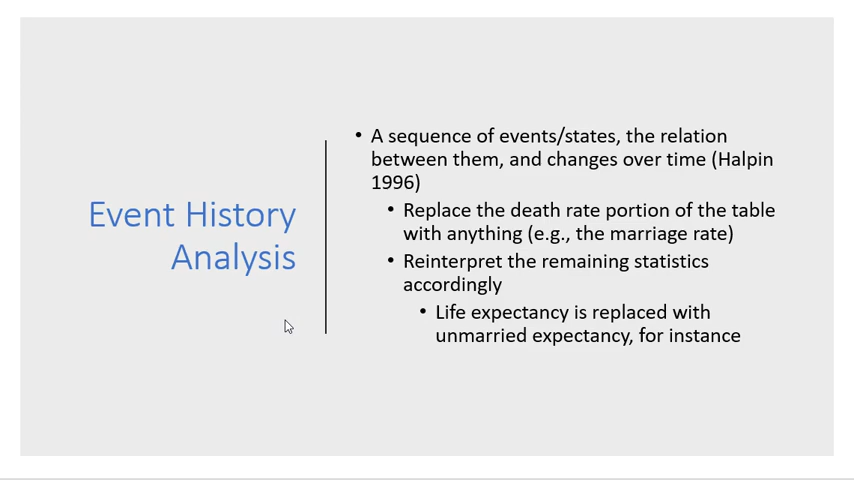 Event History
Analysis
• A sequence of events/states, the relation
between them, and changes over time (Halpin
1996)
• Replace the death rate portion of the table
with anything (e.g., the marriage rate)
• Reinterpret the remaining statistics
accordingly
• Life expectancy is replaced with
unmarried expectancy, for instance